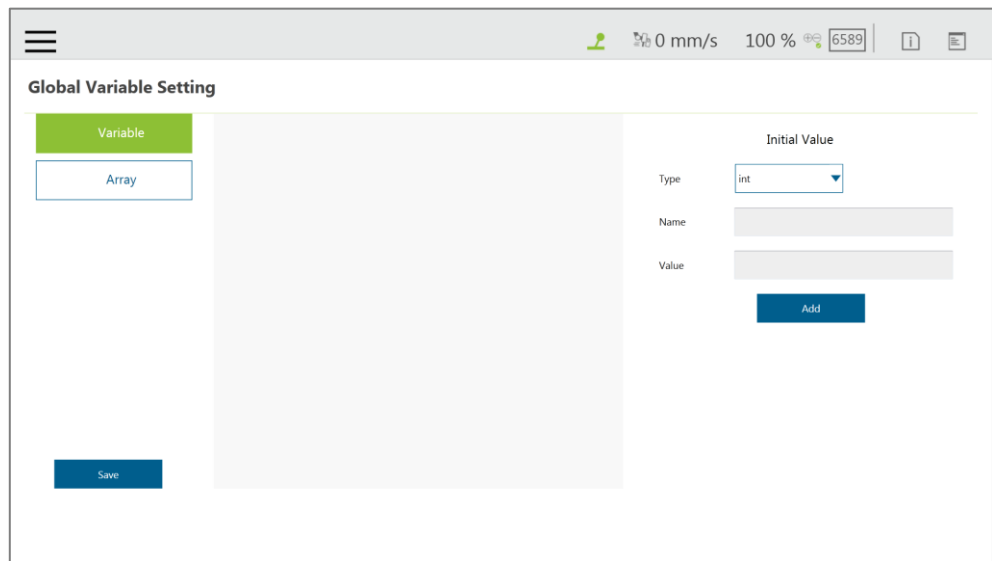 0 mm/s 100 % 6589
Global Variable Setting
Variable
Array
Initial Value
Type int
Name
Value
Add
Save